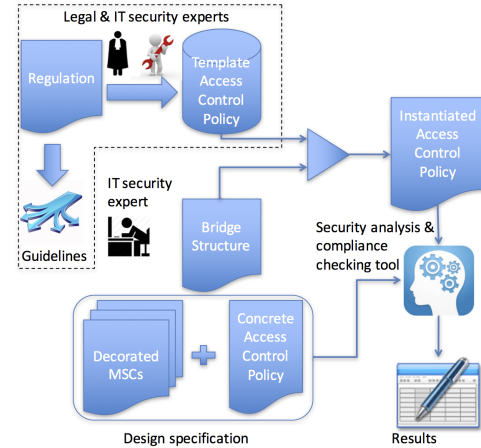 Legal & IT security experts
Regulation
Template
Access
Control
Policy
Instantiated
Access
Control
Policy
IT security
expert
Guidelines
Bridge
Structure
Security analysis &
compliance
checking tool
Decorated
MSCs
Concrete
Access
Control
Policy
Design specification
Results